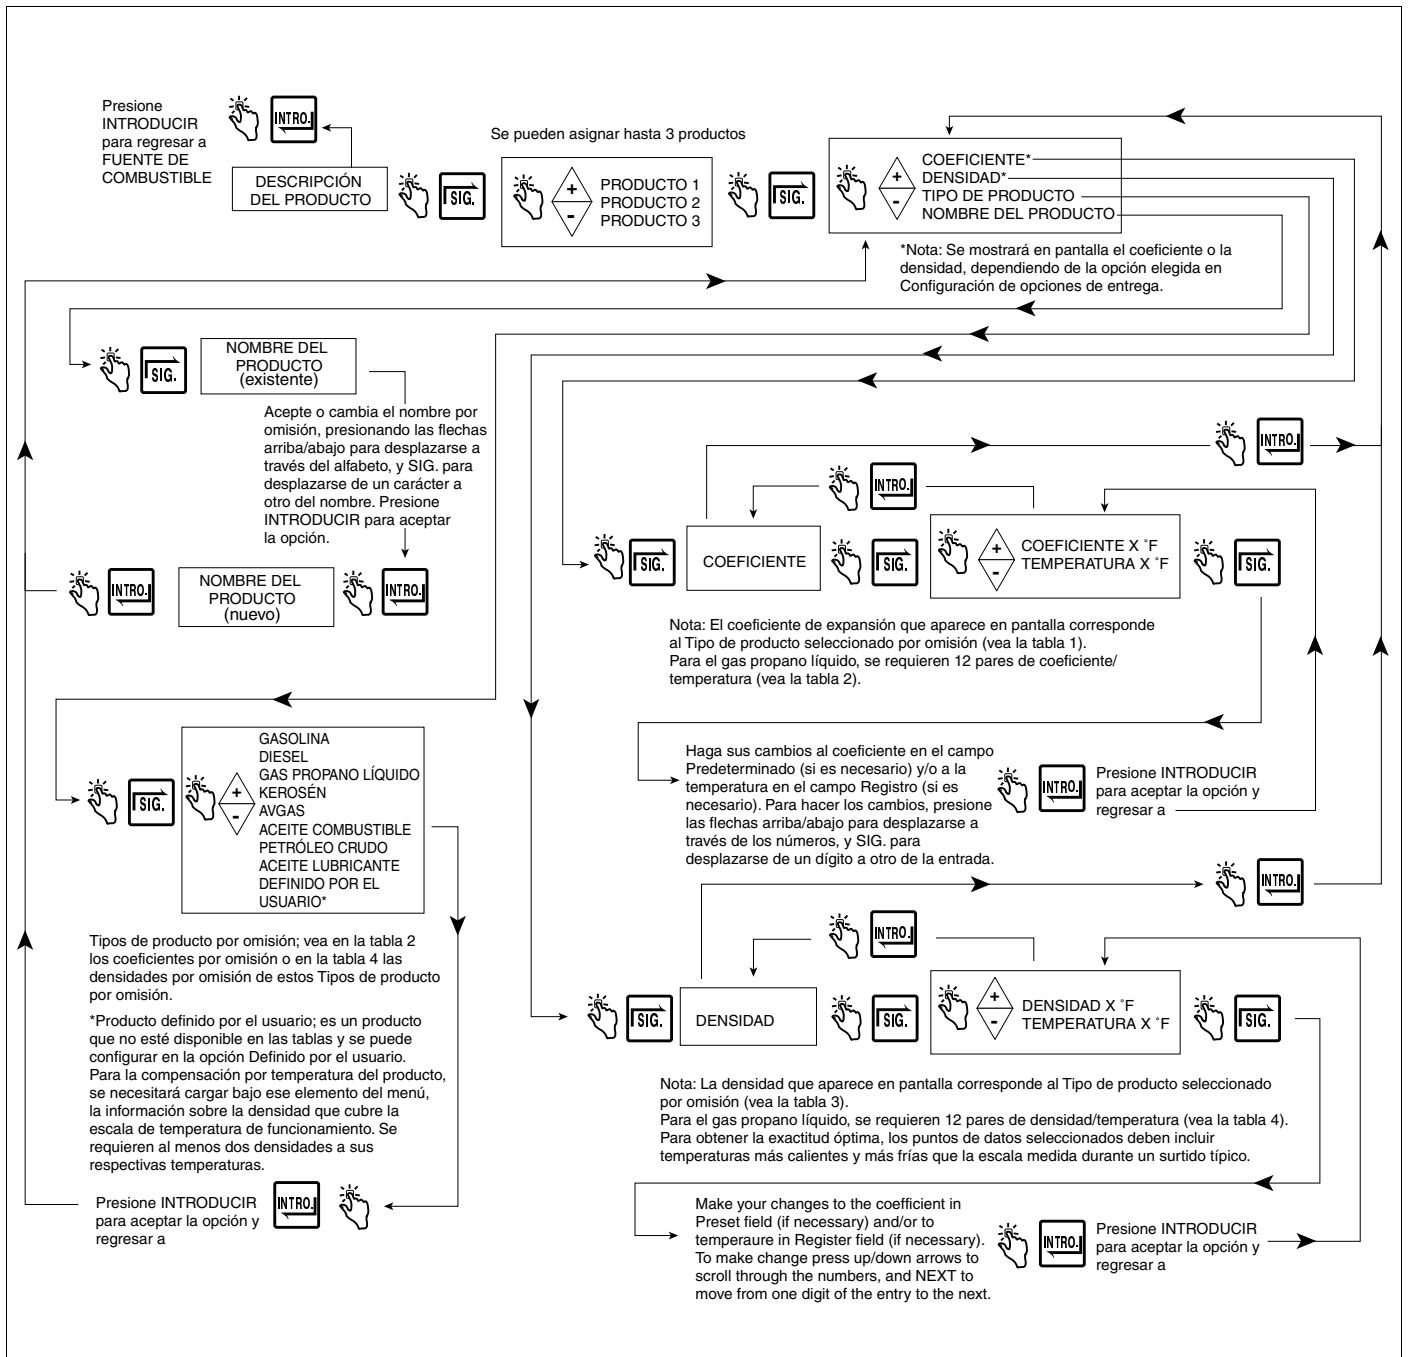 Presione
INTRODUCIR
para regresar a
FUENTE DE
COMBUSTIBLE
INTRO.
DESCRIPCIÓN
DEL PRODUCTO
SIG.
Se pueden asignar hasta 3 productos
+
-
PRODUCTO 1
PRODUCTO 2
PRODUCTO 3
SIG.
+
-
COEFICIENTE*
DENSIDAD*
TIPO DE PRODUCTO
NOMBRE DEL PRODUCTO
*Nota: Se mostrará en pantalla el coeficiente o la
densidad, dependiendo de la opción elegida en
Configuración de opciones de entrega.
SIG.
NOMBRE DEL
PRODUCTO
(existente)
Acepte o cambia el nombre por
omisión, presionando las flechas
arriba/abajo para desplazarse a
través del alfabeto, y SIG. para
desplazarse de un carácter a
otro del nombre. Presione
INTRODUCIR para aceptar
la opción.
INTRO.
NOMBRE DEL
PRODUCTO
(nuevo)
INTRO.
INTRO.
INTRO.
SIG.
COEFICIENTE
SIG.
+
-
COEFICIENTE X ˚F
TEMPERATURA X ˚F
SIG.
Nota: El coeficiente de expansión que aparece en pantalla corresponde
al Tipo de producto seleccionado por omisión (vea la tabla 1).
Para el gas propano líquido, se requieren 12 pares de coeficiente/
temperatura (vea la tabla 2).
Haga sus cambios al coeficiente en el campo
Predeterminado (si es necesario) y/o a la
temperatura en el campo Registro (si es
necesario). Para hacer los cambios, presione
las flechas arriba/abajo para desplazarse a
través de los números, y SIG. para
desplazarse de un dígito a otro de la entrada.
INTRO.
Presione INTRODUCIR
para aceptar la opción y
regresar a
SIG.
+
-
GASOLINA
DIESEL
GAS PROPANO LÍQUIDO
KEROSÉN
AVGAS
ACEITE COMBUSTIBLE
PETRÓLEO CRUDO
ACEITE LUBRICANTE
DEFINIDO POR EL
USUARIO*
Tipos de producto por omisión; vea en la tabla 2
los coeficientes por omisión o en la tabla 4 las
densidades por omisión de estos Tipos de producto
por omisión.
*Producto definido por el usuario; es un producto
que no esté disponible en las tablas y se puede
configurar en la opción Definido por el usuario.
Para la compensación por temperatura del producto,
se necesitará cargar bajo ese elemento del menú,
la información sobre la densidad que cubre la
escala de temperatura de funcionamiento. Se
requieren al menos dos densidades a sus
respectivas temperaturas.
Presione INTRODUCIR
para aceptar la opción y
regresar a
INTRO.
INTRO.
INTRO.
SIG.
DENSIDAD
SIG.
+
-
DENSIDAD X ˚F
TEMPERATURA X ˚F
SIG.
Nota: La densidad que aparece en pantalla corresponde al Tipo de producto seleccionado
por omisión (vea la tabla 3).
Para el gas propano líquido, se requieren 12 pares de densidad/temperatura (vea la tabla 4).
Para obtener la exactitud óptima, los puntos de datos seleccionados deben incluir
temperaturas más calientes y más frías que la escala medida durante un surtido típico.
Make your changes to the coefficient in
Preset field (if necessary) and/or to
temperaure in Register field (if necessary).
To make change press up/down arrows to
scroll through the numbers, and NEXT to
move from one digit of the entry to the next.
INTRO.
Presione INTRODUCIR
para aceptar la opción y
regresar a